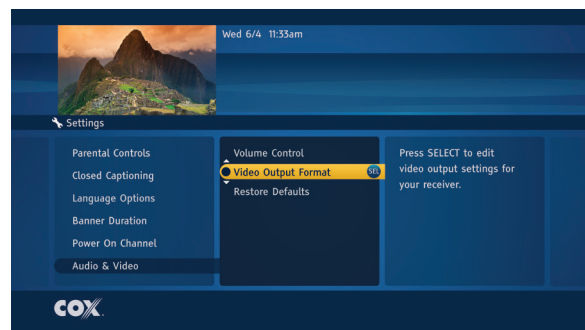 Wed 6/4 11:33am
Settings
Parental Controls
Closed Captioning
Language Options
Banner Duration
Power On Channel
Audio & Video
Volume Control
Video Output Format SEL
Restore Defaults
Press SELECT to edit
video output settings for
your receiver.
COX